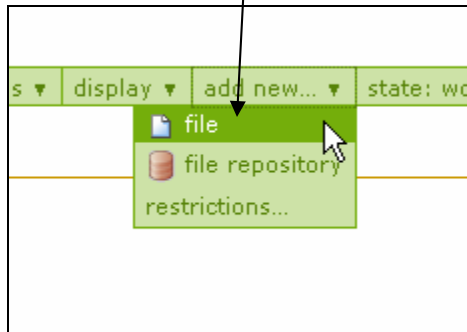 s ▼ display ▼ add new... ▼ state: wo
file
file repository
restrictions...